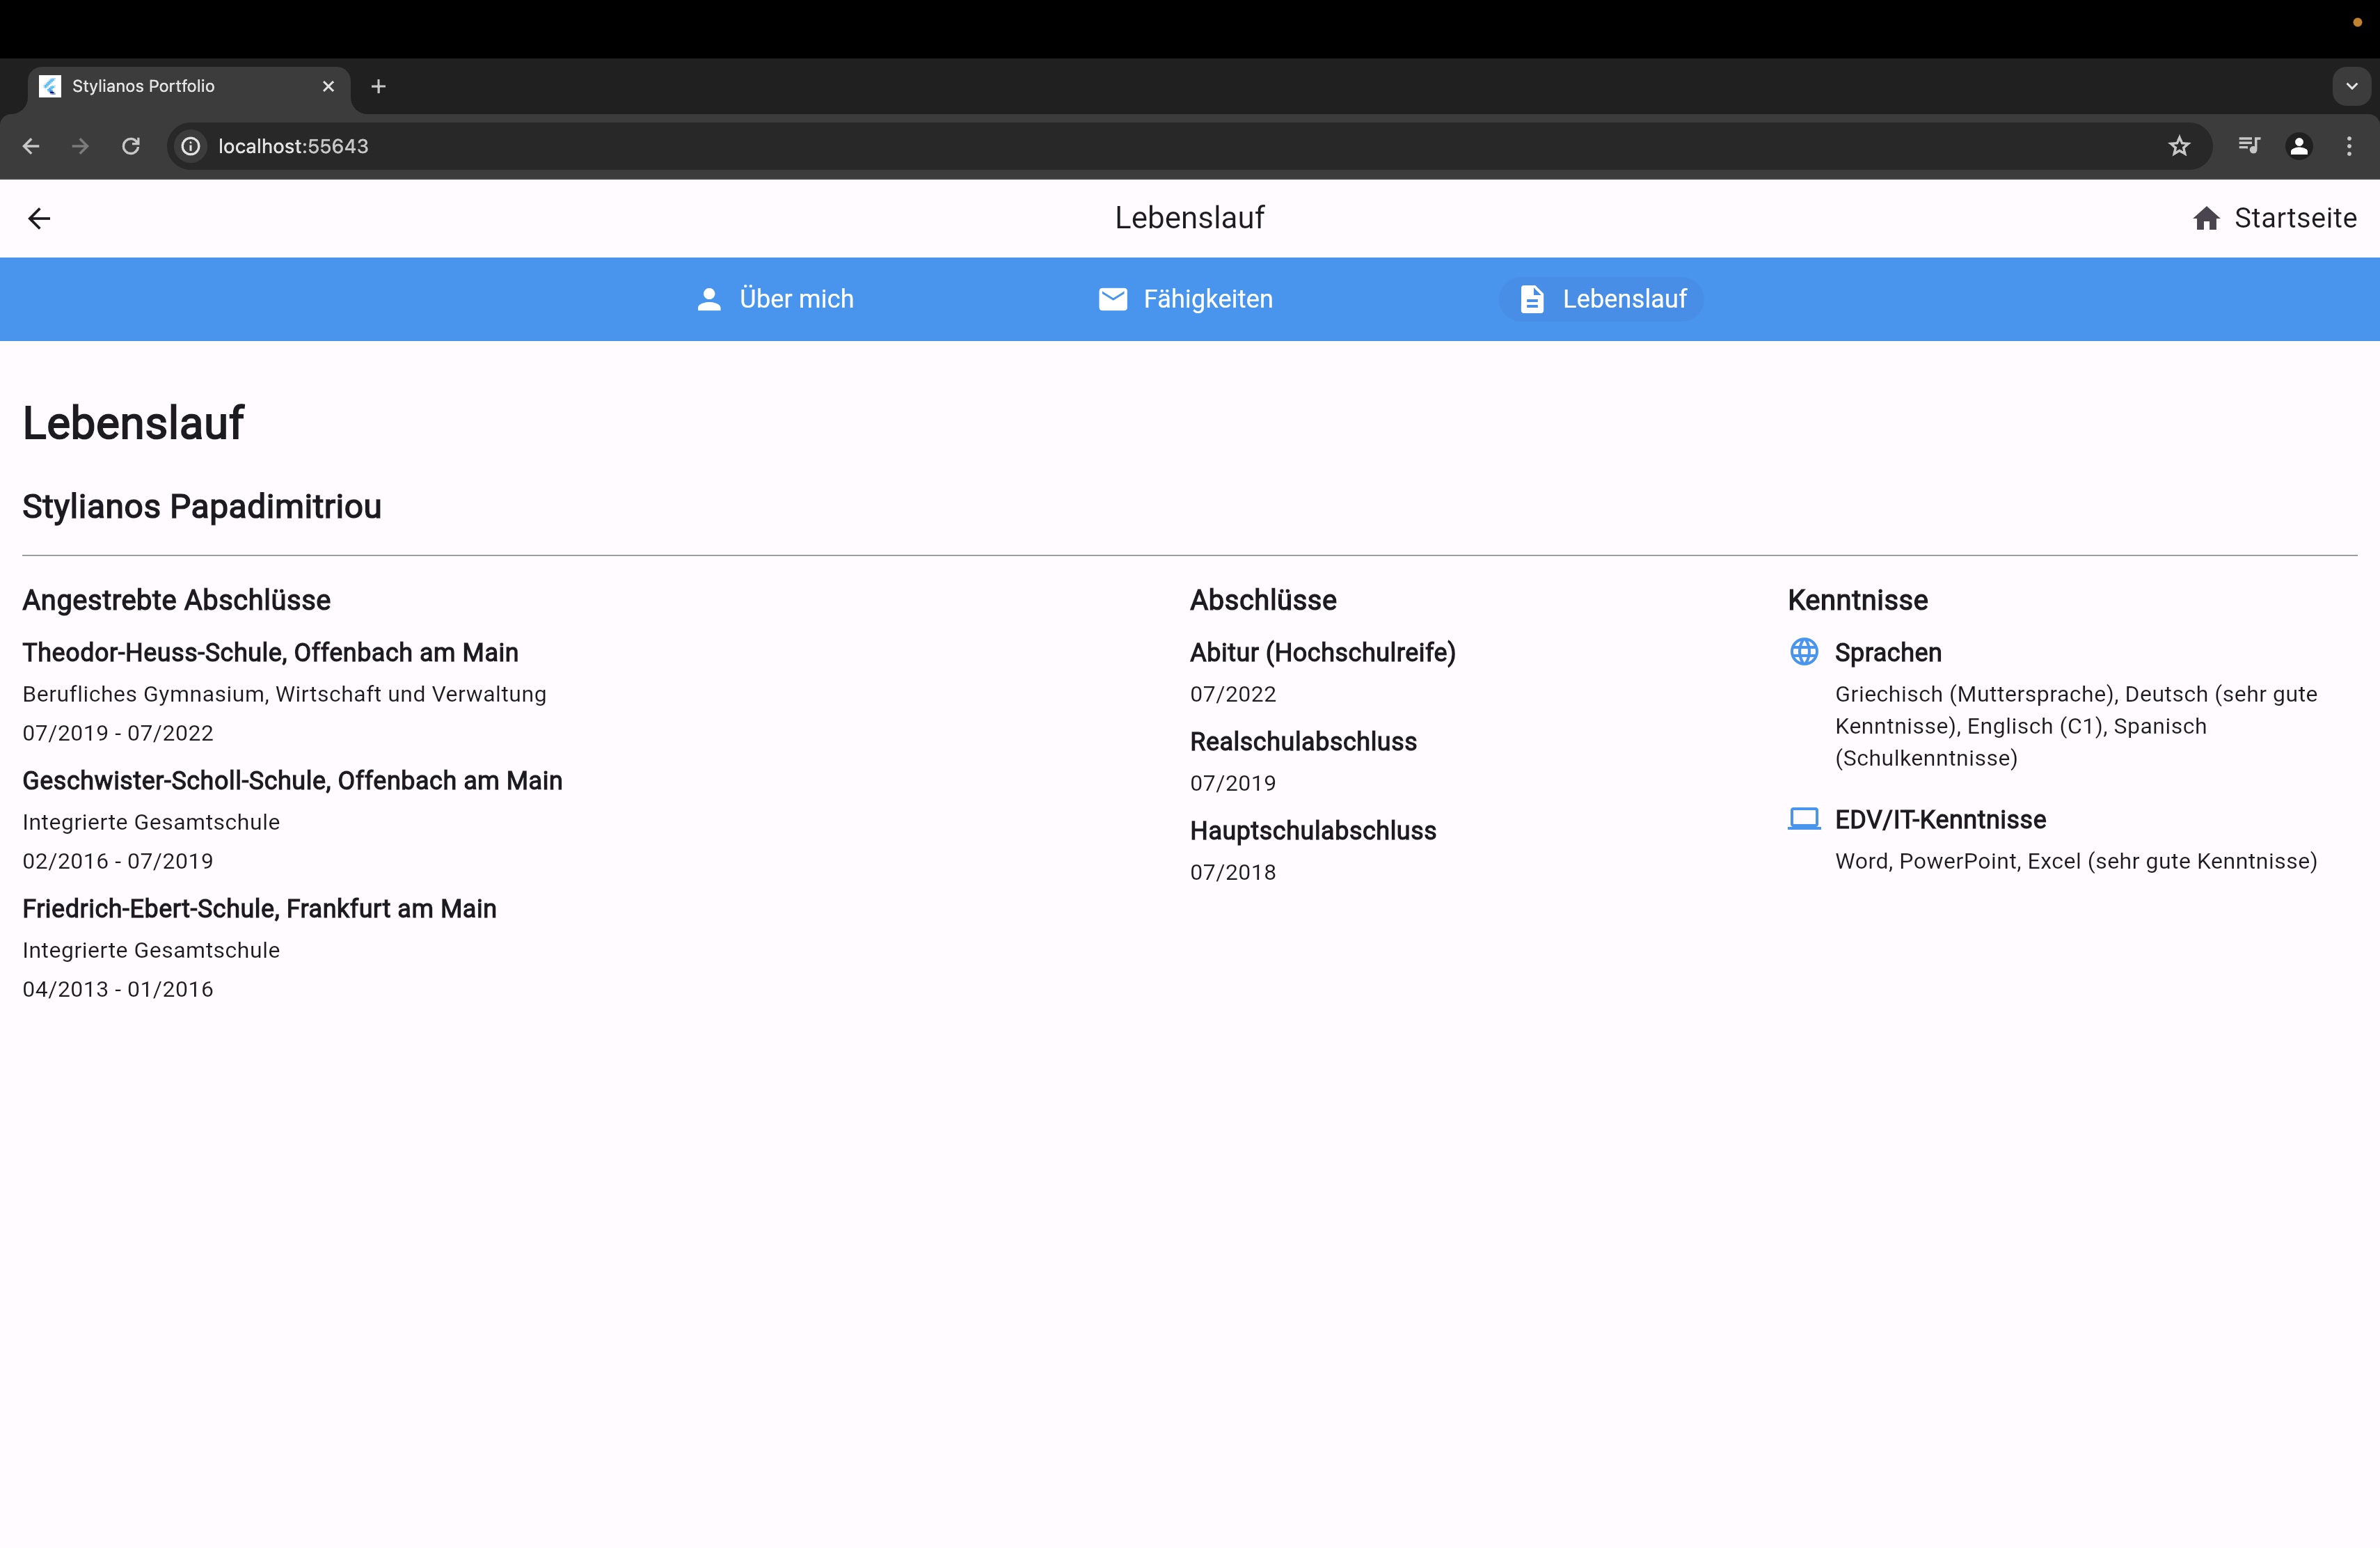 Stylianos Portfolio
localhost:55643
Lebenslauf
Startseite
Über mich
Fähigkeiten
Lebenslauf
Lebenslauf
Stylianos Papadimitriou
Angestrebte Abschlüsse
Theodor-Heuss-Schule, Offenbach am Main
Berufliches Gymnasium, Wirtschaft und Verwaltung
07/2019 - 07/2022
Geschwister-Scholl-Schule, Offenbach am Main
Integrierte Gesamtschule
02/2016 - 07/2019
Friedrich-Ebert-Schule, Frankfurt am Main
Integrierte Gesamtschule
04/2013 - 01/2016
Abschlüsse
Abitur (Hochschulreife)
07/2022
Realschulabschluss
07/2019
Hauptschulabschluss
07/2018
Kenntnisse
Sprachen
Griechisch (Muttersprache), Deutsch (sehr gute
Kenntnisse), Englisch (C1), Spanisch
(Schulkenntnisse)
EDV/IT-Kenntnisse
Word, PowerPoint, Excel (sehr gute Kenntnisse)